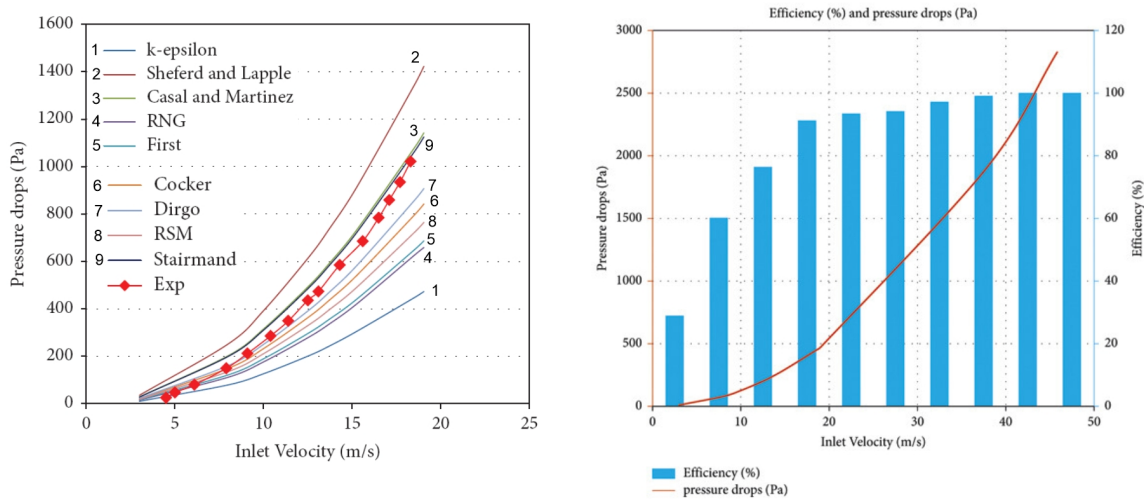 1600
1400
1200
1000
800
600
400
200
0
0 5 10 15 20 25
Pressure drops (Pa)
Inlet Velocity (m/s)
1 k-epsilon
2 Sheferd and Lapple
3 Casal and Martinez
4 RNG
5 First
6 Cocker
7 Dirgo
8 RSM
9 Stairmand
Exp
2
3
9
7
6
8
5
4
1
Efficiency (%) and pressure drops (Pa)
3000
2500
2000
1500
1000
500
0
Pressure drops (Pa)
120
100
80
60
40
20
0
Efficiency (%)
0 10 20 30 40 50
Inlet Velocity (m/s)
Efficiency (%)
pressure drops (Pa)